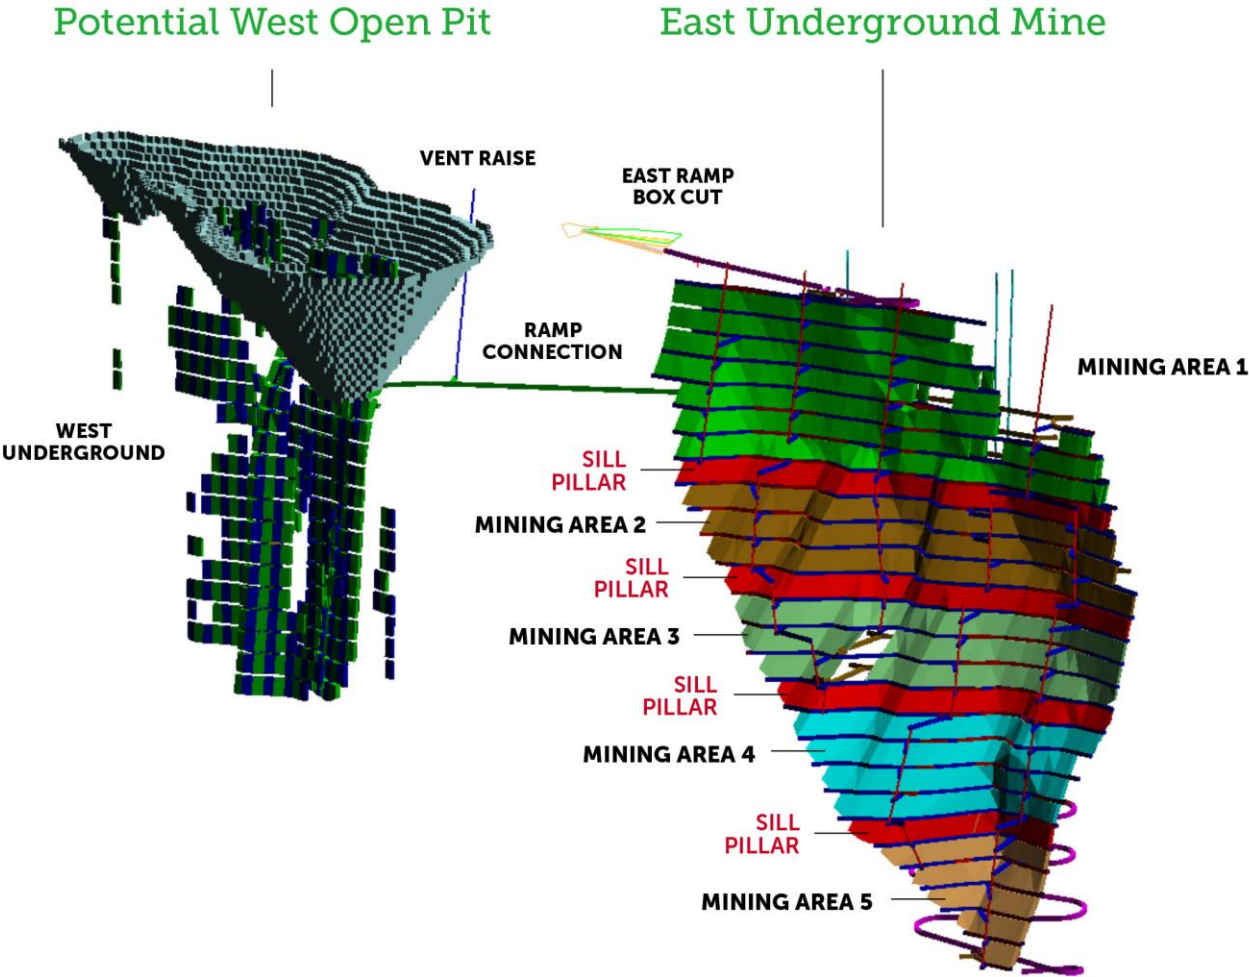 Potential West Open Pit
East Underground Mine
VENT RAISE
EAST RAMP
BOX CUT
RAMP
CONNECTION
MINING AREA 1
WEST
UNDERGROUND
SILL
PILLAR
MINING AREA 2
SILL
PILLAR
MINING AREA 3
SILL
PILLAR
MINING AREA 4
SILL
PILLAR
MINING AREA 5